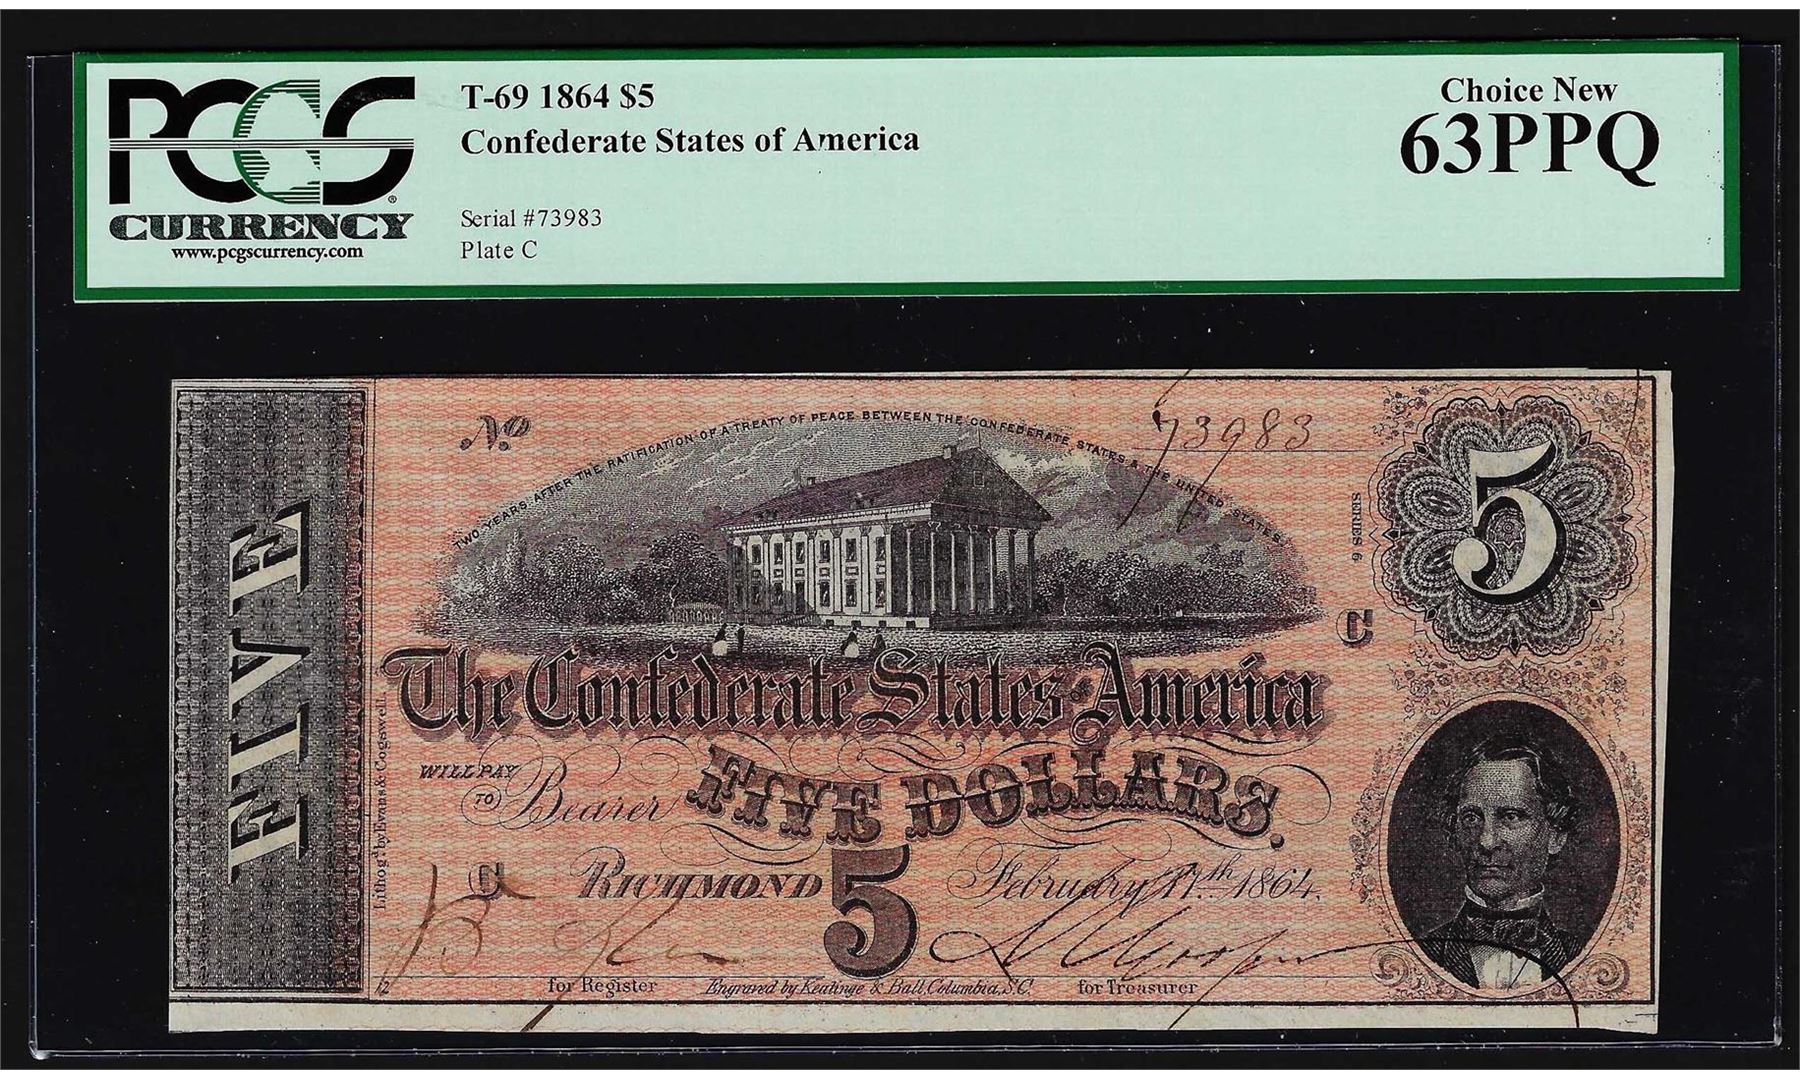 PCGS
CURRENCY
www.pcgscurrency.com
T-69 1864 $5
Confederate States of America
Serial #73983
Plate C
Choice New
63PPQ
FIVE
No
73983
TWO YEARS AFTER THE RATIFICATION OF A TREATY OF PEACE BETWEEN THE CONFEDERATE STATES & THE UNITED STATES
6 SERIES
5
C
The Confederate States of America
WILL PAY
TO Bearer
FIVE DOLLARS.
Lithog'd by Evans & Cogswell
C
RICHMOND
5
February 17th 1864.
12
for Register
Engraved by Keatinge & Ball, Columbia, S.C.
for Treasurer